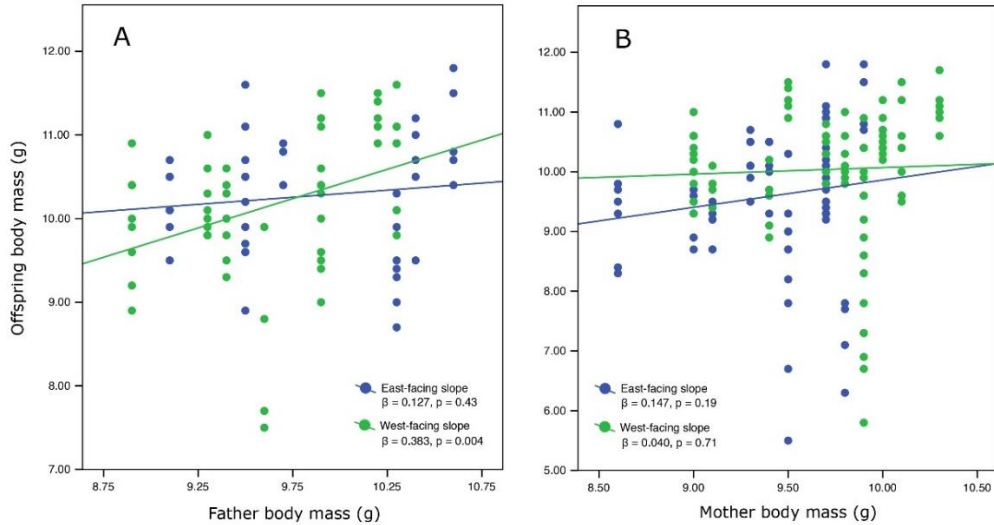 A
Offspring body mass (g)
12.00
11.00
10.00
9.00
8.00
7.00
8.75
9.25
9.75
10.25
10.75
Father body mass (g)
East-facing slope
β = 0.127, p = 0.43
West-facing slope
β = 0.383, p = 0.004
B
12.00
11.00
10.00
9.00
8.00
7.00
6.00
5.00
8.50
9.00
9.50
10.00
10.50
Mother body mass (g)
East-facing slope
β = 0.147, p = 0.19
West-facing slope
β = 0.040, p = 0.71